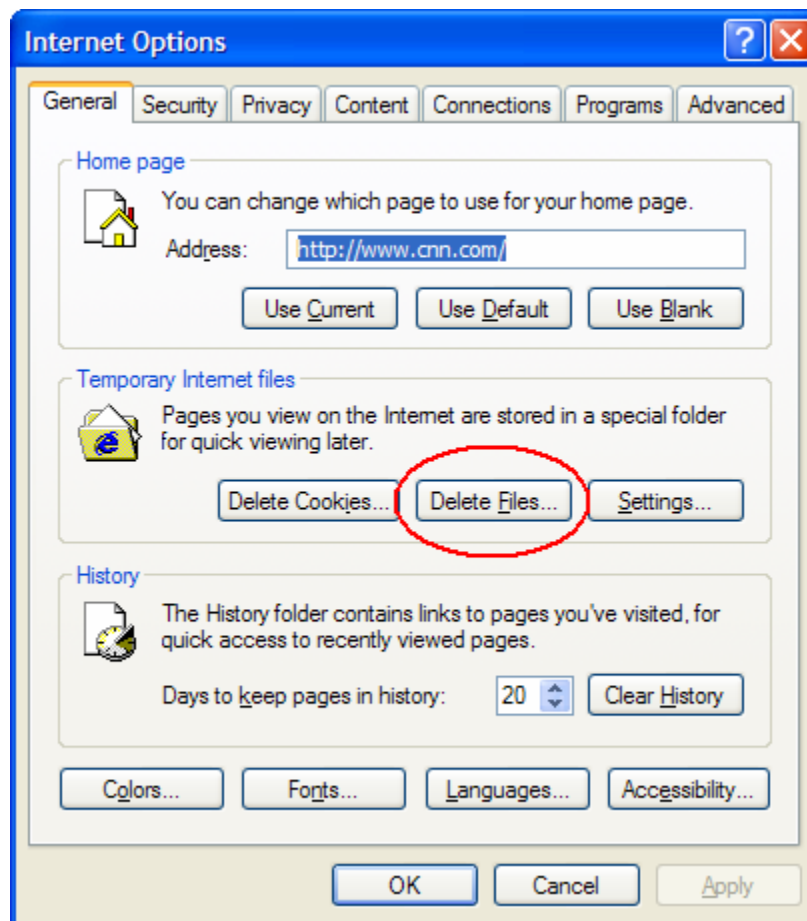 Internet Options
General Security Privacy Content Connections Programs Advanced
Home page
You can change which page to use for your home page.
Address: http://www.cnn.com/
Use Current Use Default Use Blank
Temporary Internet files
Pages you view on the Internet are stored in a special folder
for quick viewing later.
Delete Cookies... Delete Files... Settings...
History
The History folder contains links to pages you've visited, for
quick access to recently viewed pages.
Days to keep pages in history: 20 Clear History
Colors... Fonts... Languages... Accessibility...
OK Cancel Apply